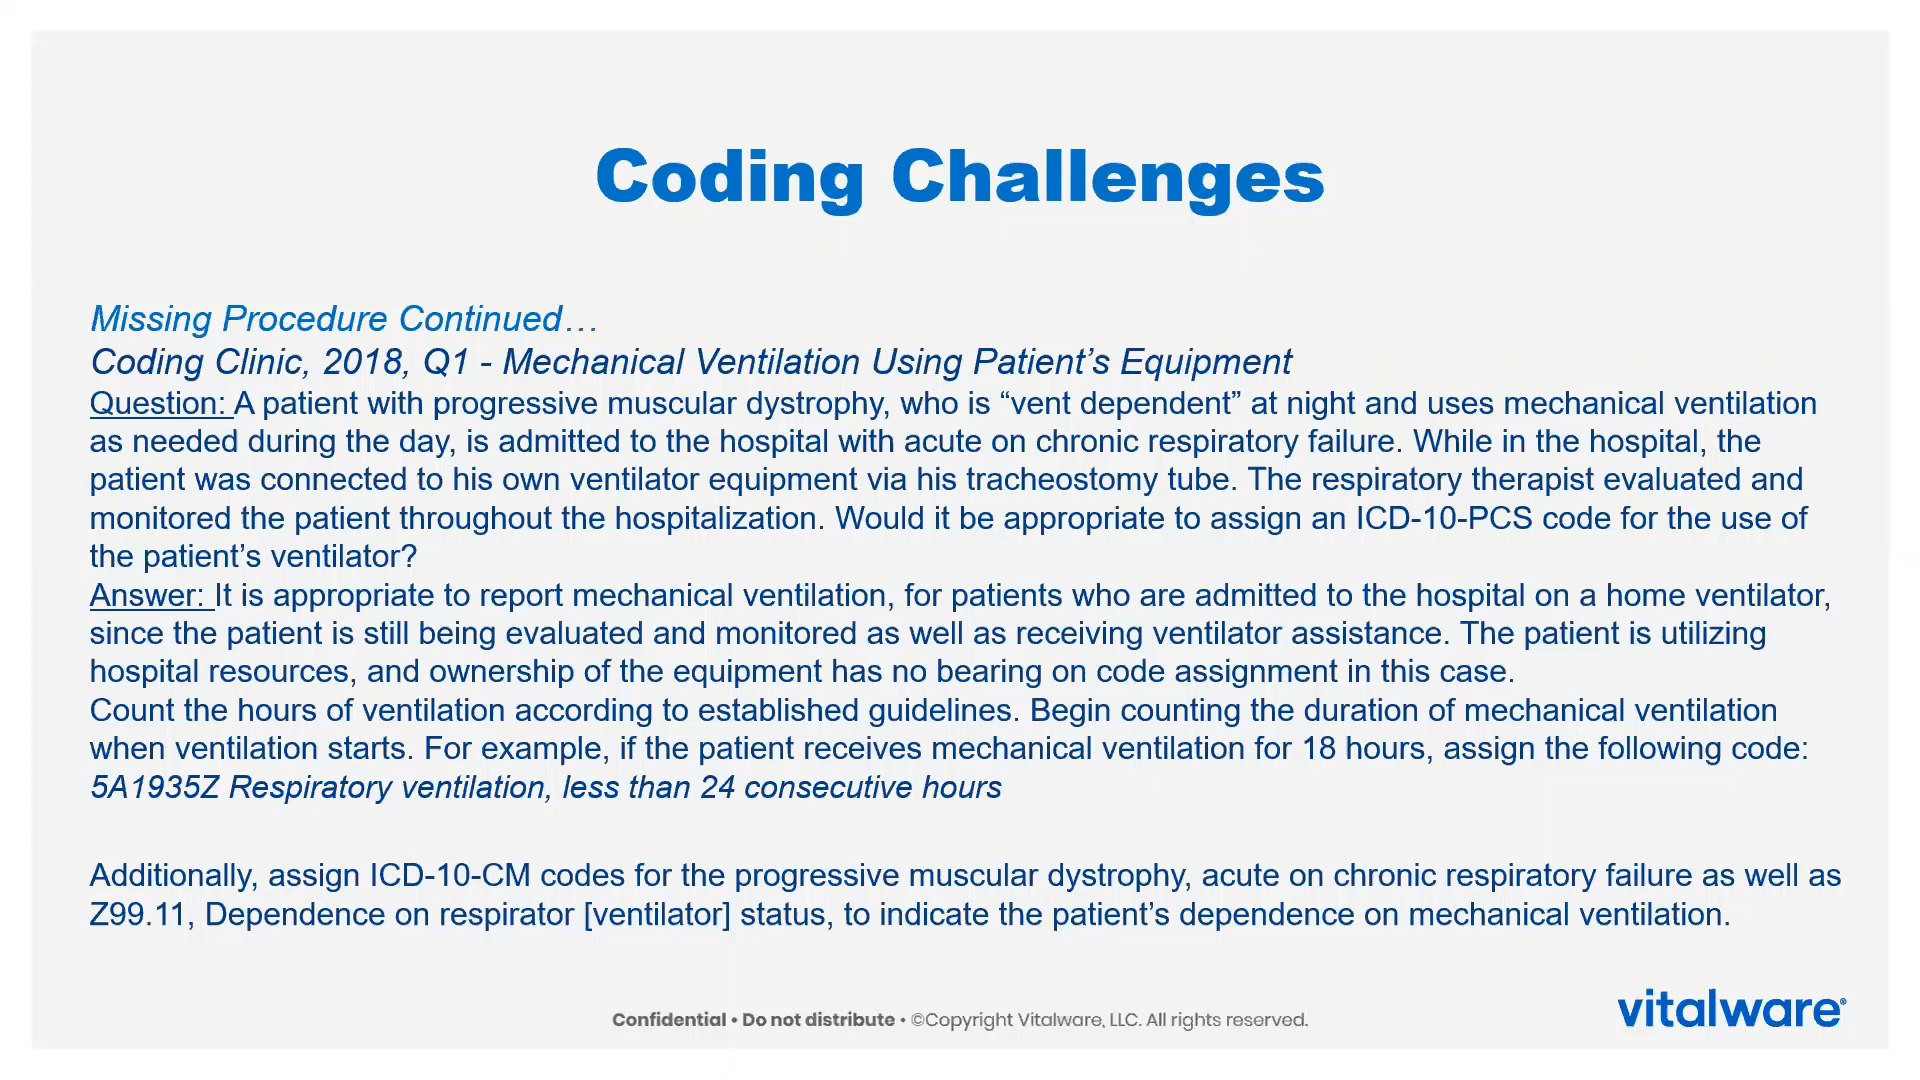 Coding Challenges
Missing Procedure Continued…
Coding Clinic, 2018, Q1 - Mechanical Ventilation Using Patient’s Equipment
Question: A patient with progressive muscular dystrophy, who is “vent dependent” at night and uses mechanical ventilation
as needed during the day, is admitted to the hospital with acute on chronic respiratory failure. While in the hospital, the
patient was connected to his own ventilator equipment via his tracheostomy tube. The respiratory therapist evaluated and
monitored the patient throughout the hospitalization. Would it be appropriate to assign an ICD-10-PCS code for the use of
the patient’s ventilator?
Answer: It is appropriate to report mechanical ventilation, for patients who are admitted to the hospital on a home ventilator,
since the patient is still being evaluated and monitored as well as receiving ventilator assistance. The patient is utilizing
hospital resources, and ownership of the equipment has no bearing on code assignment in this case.
Count the hours of ventilation according to established guidelines. Begin counting the duration of mechanical ventilation
when ventilation starts. For example, if the patient receives mechanical ventilation for 18 hours, assign the following code:
5A1935Z Respiratory ventilation, less than 24 consecutive hours
Additionally, assign ICD-10-CM codes for the progressive muscular dystrophy, acute on chronic respiratory failure as well as
Z99.11, Dependence on respirator [ventilator] status, to indicate the patient’s dependence on mechanical ventilation.
Confidential • Do not distribute • ©Copyright Vitalware, LLC. All rights reserved.
vitalware®